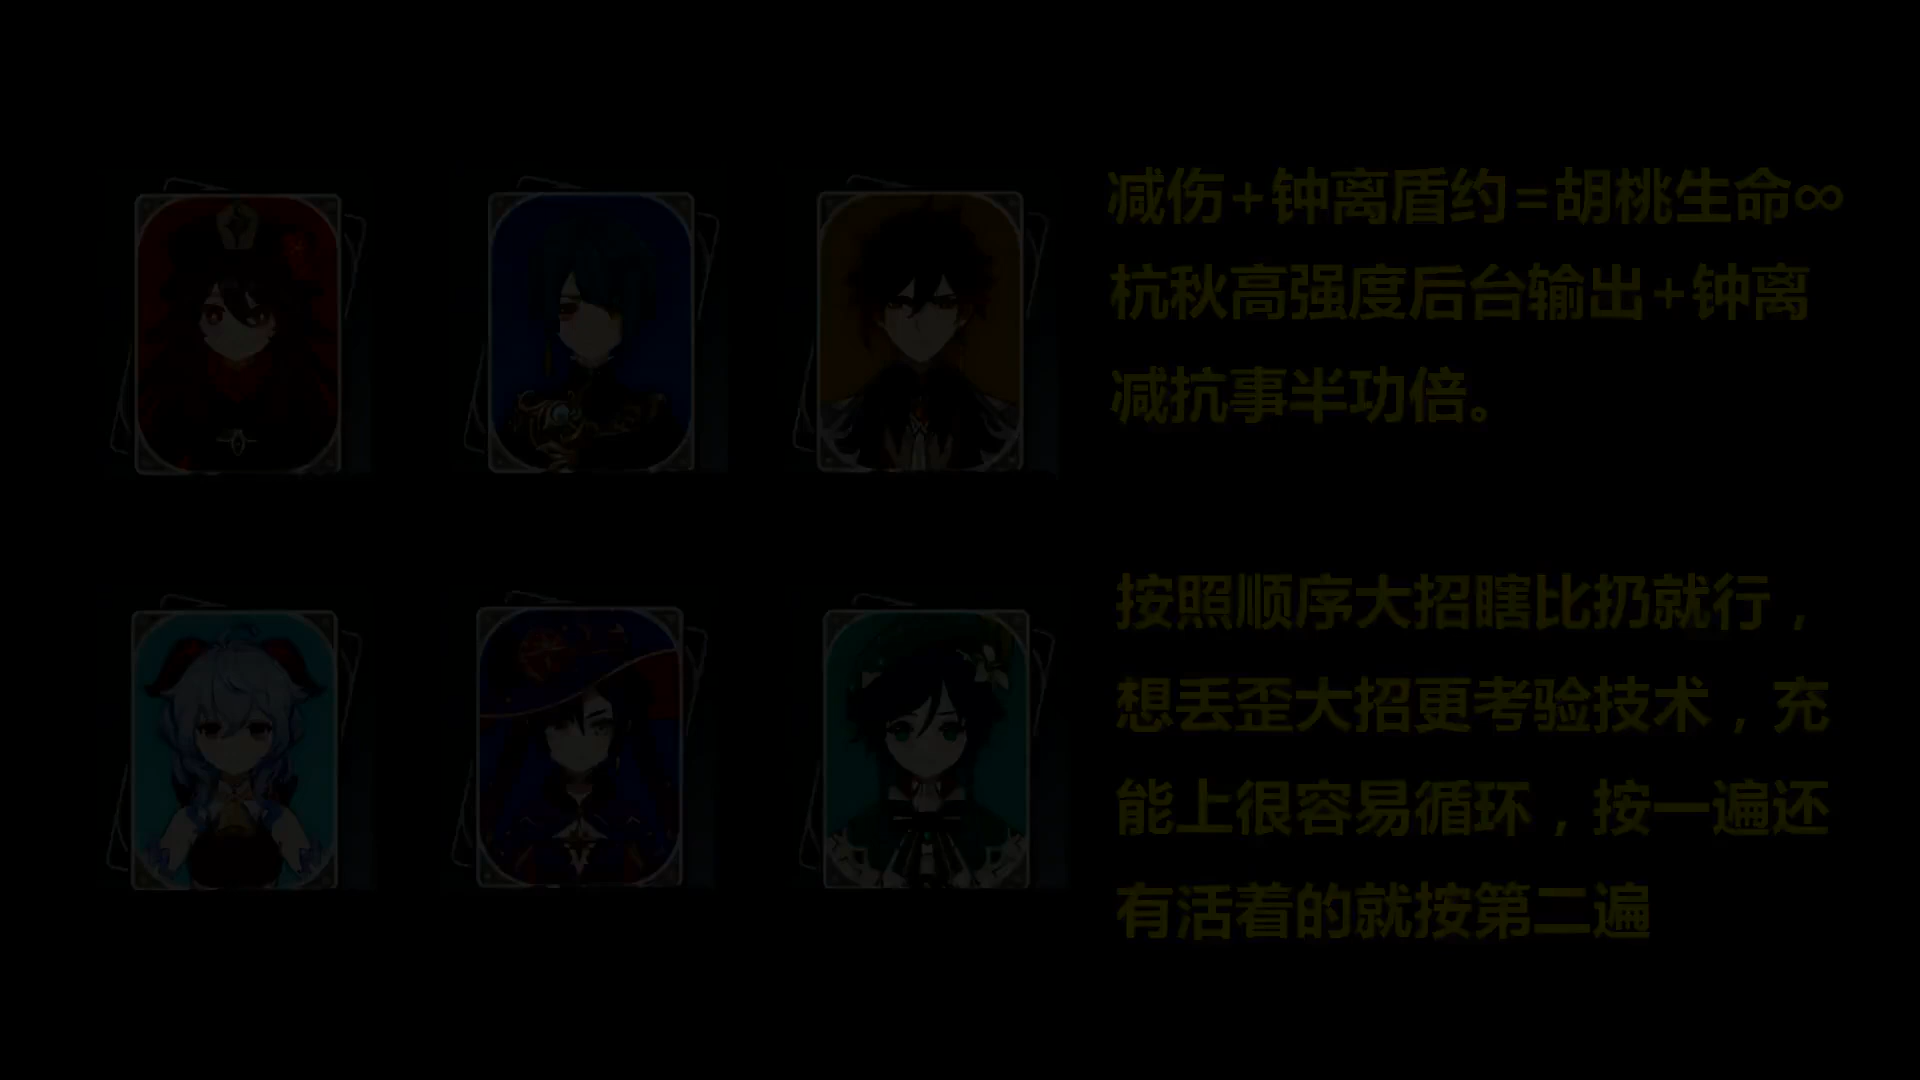 减伤+钟离盾约=胡桃生命∞
杭秋高强度后台输出+钟离
减抗事半功倍。
按照顺序大招瞎比扔就行，
想丢歪大招更考验技术，充
能上很容易循环，按一遍还
有活着的就按第二遍